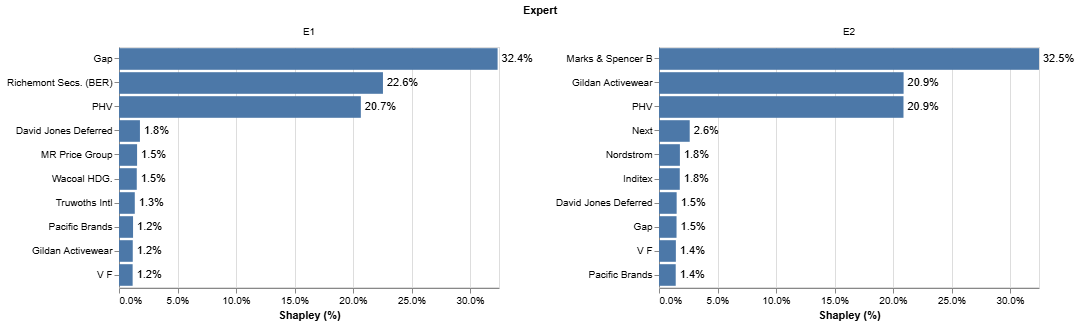 Expert
E1
Gap 32.4%
Richemont Secs. (BER) 22.6%
PHV 20.7%
David Jones Deferred 1.8%
MR Price Group 1.5%
Wacoal HDG. 1.5%
Truwoths Intl 1.3%
Pacific Brands 1.2%
Gildan Activewear 1.2%
V F 1.2%
0.0% 5.0% 10.0% 15.0% 20.0% 25.0% 30.0%
Shapley (%)
E2
Marks & Spencer B 32.5%
Gildan Activewear 20.9%
PHV 20.9%
Next 2.6%
Nordstrom 1.8%
Inditex 1.8%
David Jones Deferred 1.5%
Gap 1.5%
V F 1.4%
Pacific Brands 1.4%
0.0% 5.0% 10.0% 15.0% 20.0% 25.0% 30.0%
Shapley (%)